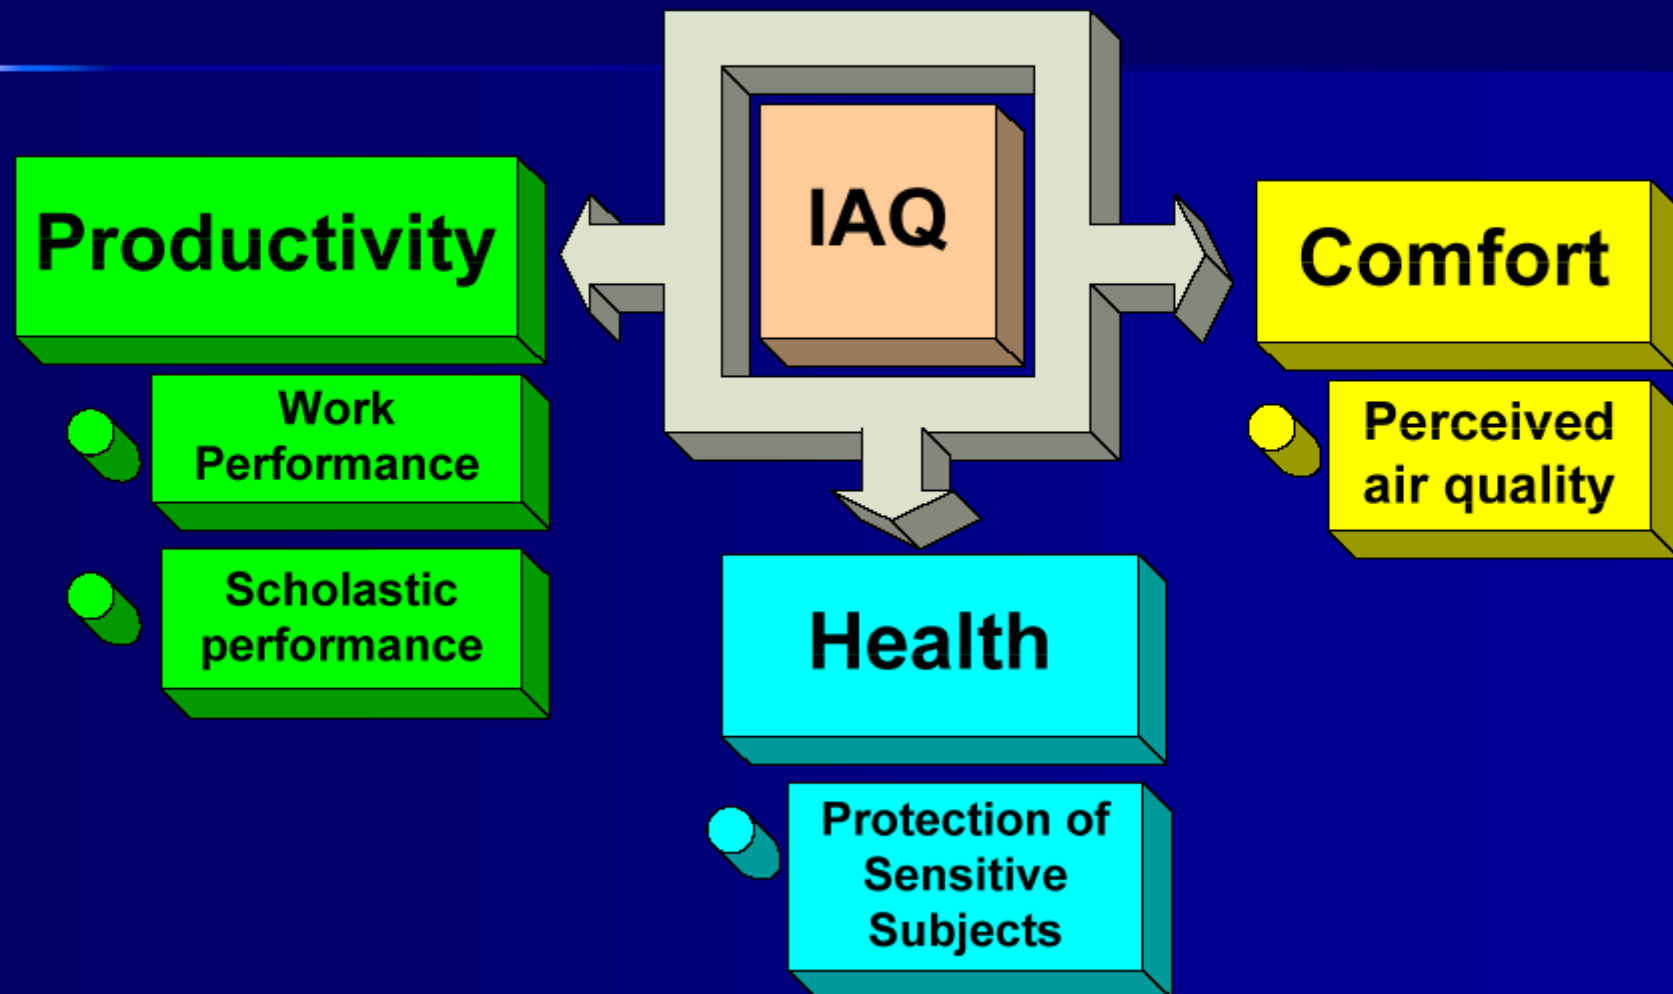 IAQ
Productivity
Work
Performance
Scholastic
performance
Health
Protection of
Sensitive
Subjects
Comfort
Perceived
air quality